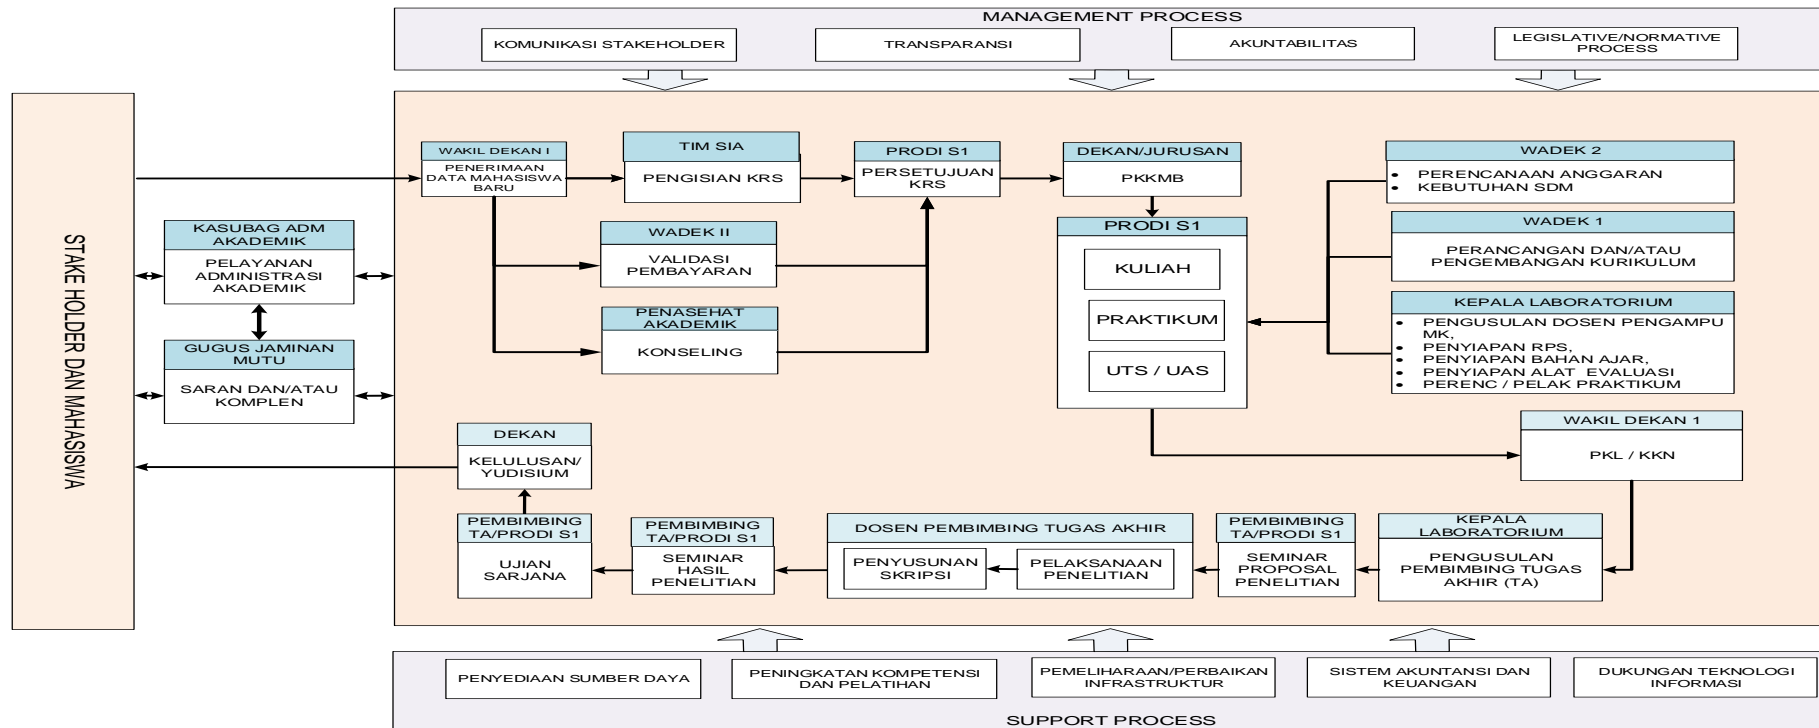 MANAGEMENT PROCESS
KOMUNIKASI STAKEHOLDER
TRANSPARANSI
AKUNTABILITAS
LEGISLATIVE/NORMATIVE
PROCESS
STAKE HOLDER DAN MAHASISWA
WAKIL DEKAN I
PENERIMAAN
DATA MAHASISWA
BARU
TIM SIA
PENGISIAN KRS
PRODI S1
PERSETUJUAN
KRS
DEKAN/JURUSAN
PKKMB
WADEK 2
• PERENCANAAN ANGGARAN
• KEBUTUHAN SDM
KASUBAG ADM
AKADEMIK
PELAYANAN
ADMINISTRASI
AKADEMIK
WADEK II
VALIDASI
PEMBAYARAN
PRODI S1
KULIAH
PRAKTIKUM
UTS / UAS
WADEK 1
PERANCANGAN DAN/ATAU
PENGEMBANGAN KURIKULUM
PENASEHAT
AKADEMIK
KONSELING
KEPALA LABORATORIUM
• PENGUSULAN DOSEN PENGAMPU
MK,
• PENYIAPAN RPS,
• PENYIAPAN BAHAN AJAR,
• PENYIAPAN ALAT EVALUASI
• PERENC / PELAK PRAKTIKUM
GUGUS JAMINAN
MUTU
SARAN DAN/ATAU
KOMPLEN
WAKIL DEKAN 1
PKL / KKN
DEKAN
KELULUSAN/
YUDISIUM
PEMBIMBING
TA/PRODI S1
UJIAN
SARJANA
PEMBIMBING
TA/PRODI S1
SEMINAR
HASIL
PENELITIAN
DOSEN PEMBIMBING TUGAS AKHIR
PENYUSUNAN
SKRIPSI
PELAKSANAAN
PENELITIAN
PEMBIMBING
TA/PRODI S1
SEMINAR
PROPOSAL
PENELITIAN
KEPALA
LABORATORIUM
PENGUSULAN
PEMBIMBING TUGAS
AKHIR (TA)
PENYEDIAAN SUMBER DAYA
PENINGKATAN KOMPETENSI
DAN PELATIHAN
PEMELIHARAAN/PERBAIKAN
INFRASTRUKTUR
SISTEM AKUNTANSI DAN
KEUANGAN
DUKUNGAN TEKNOLOGI
INFORMASI
SUPPORT PROCESS